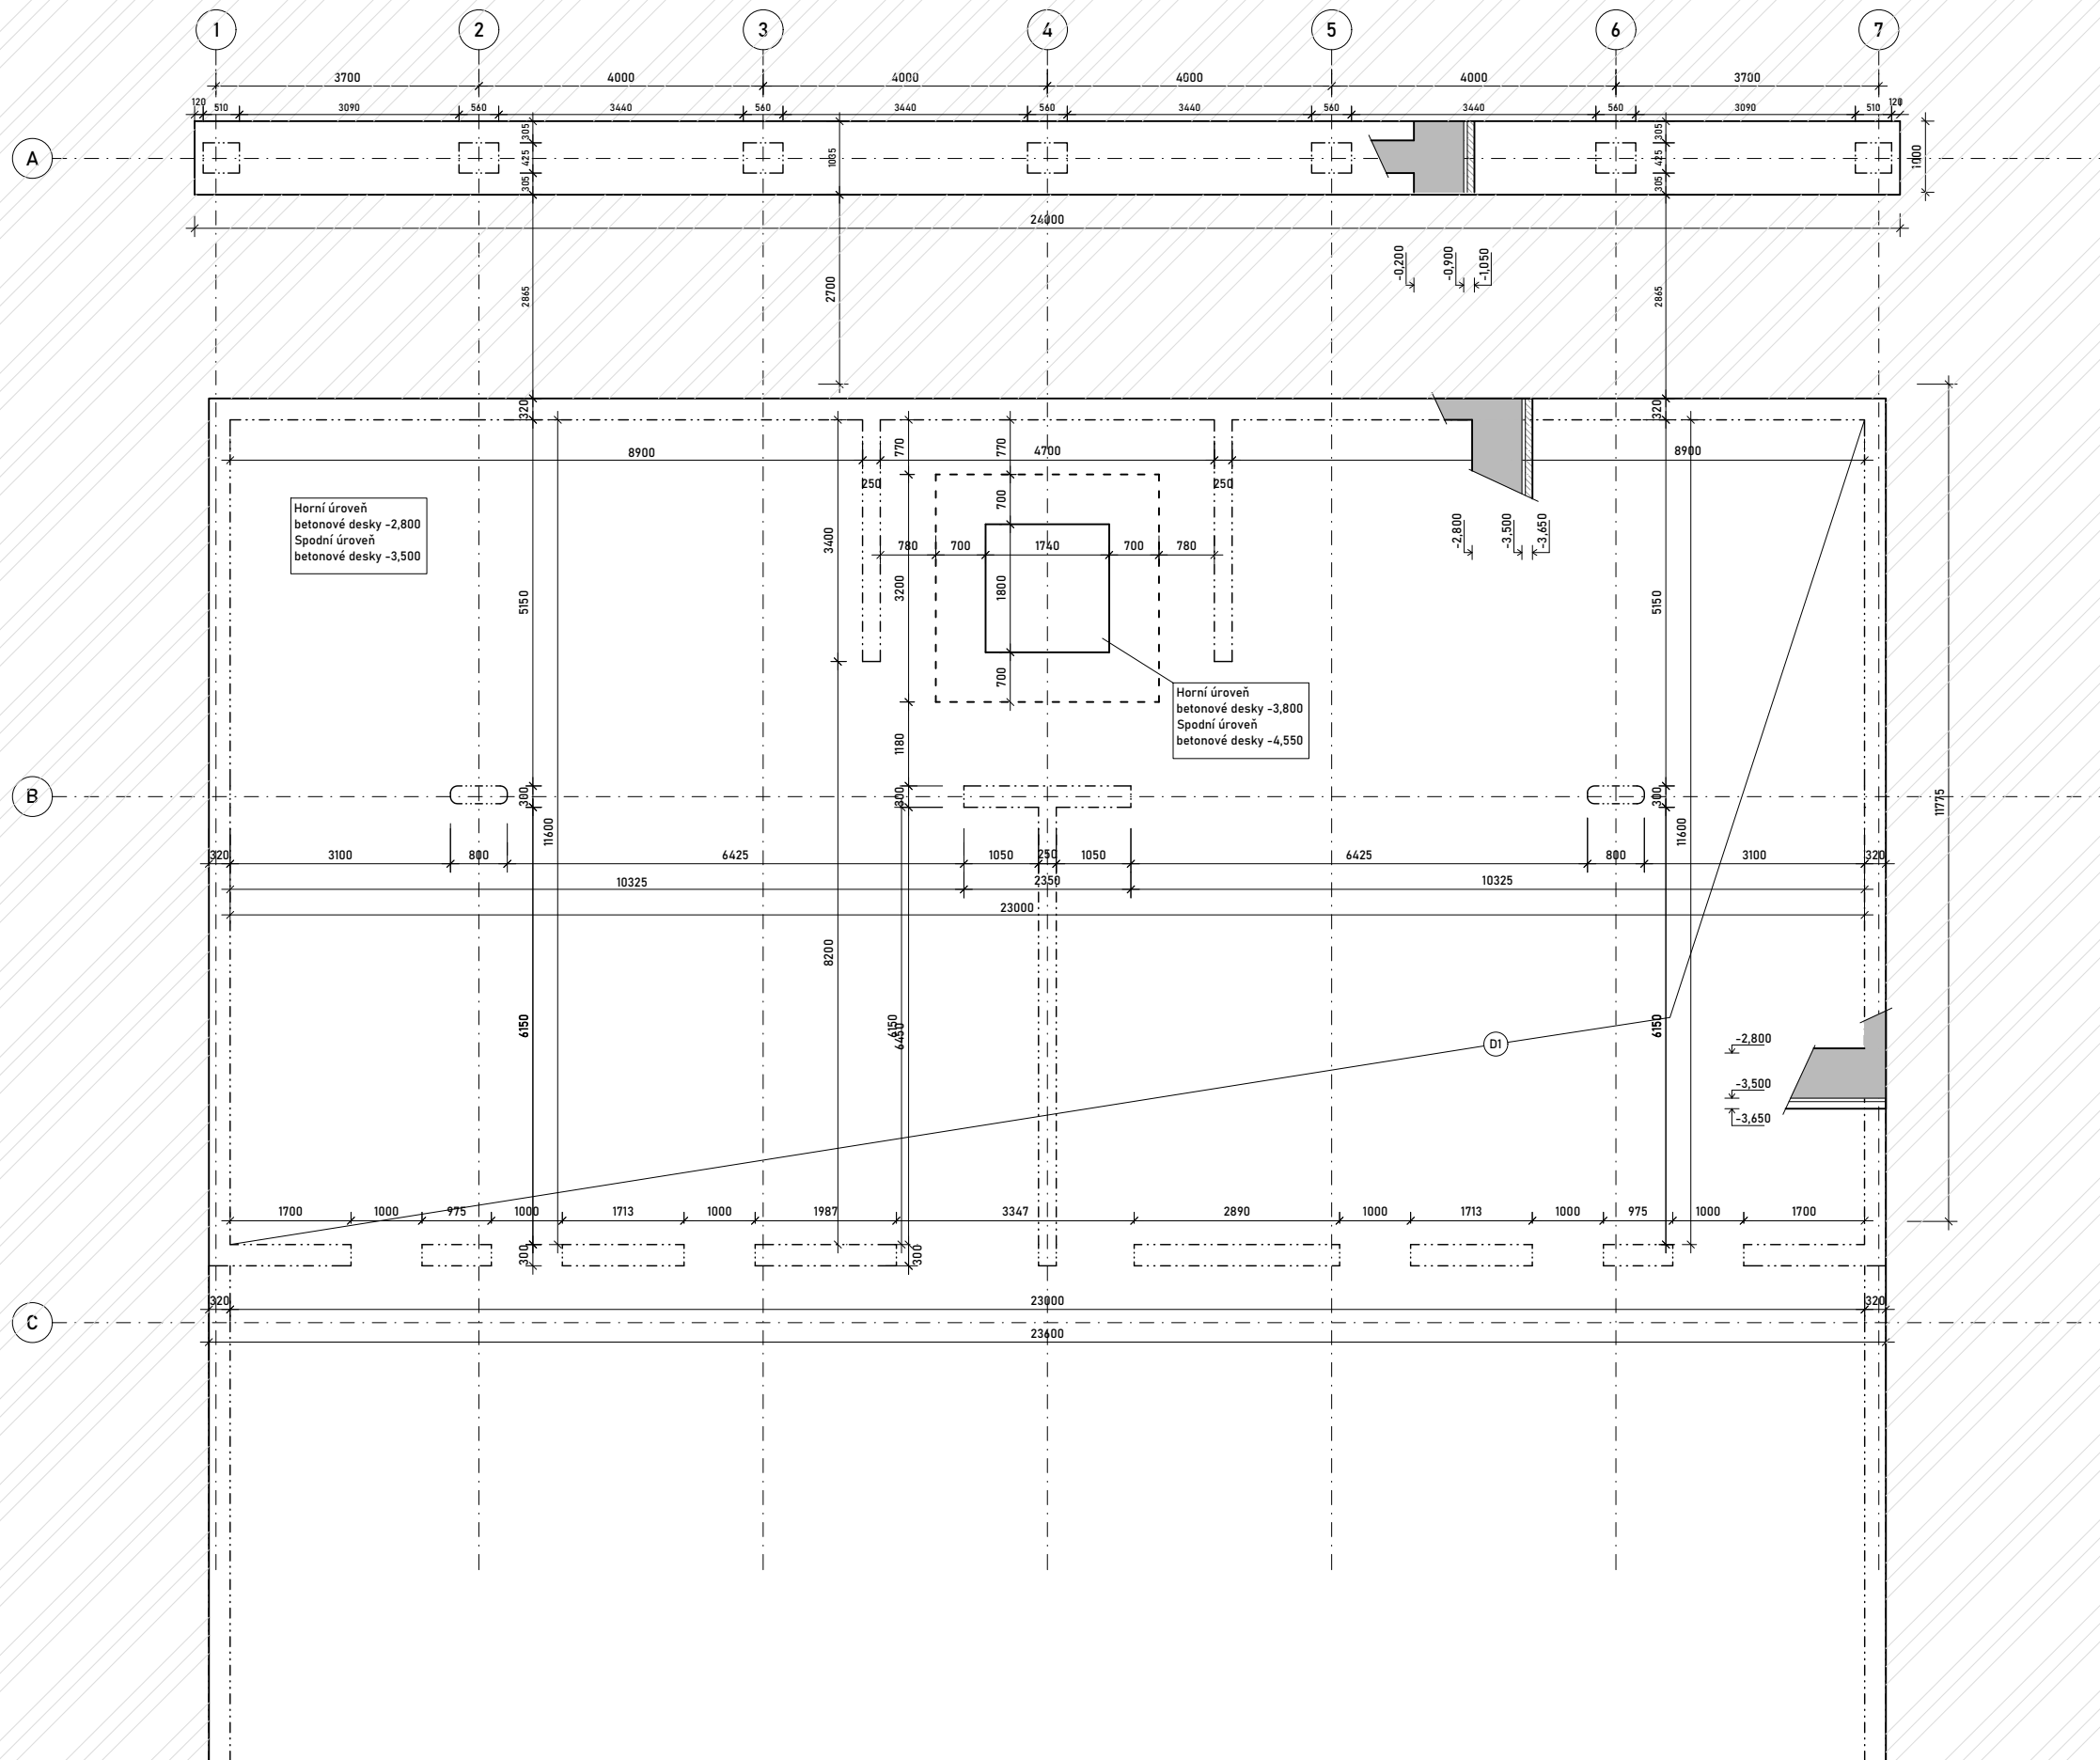 1 2 3 4 5 6 7
3700 4000 4000 4000 4000 3700
120 510 3090 560 3440 560 3440 560 3440 560 3440 560 3090 510 120
A
305 425 305
1035
305 425 305
1000
24000
-0,200 -0,900 -1,050
2865 2700 2865
320 320
8900 770 770 4700 8900
250 250
Horní úroveň
betonové desky -2,800
Spodní úroveň
betonové desky -3,500
700
-2,800 -3,500 -3,650
3400
780 700 1740 700 780
5150 3200 1800 5150
700
Horní úroveň
betonové desky -3,800
Spodní úroveň
betonové desky -4,550
1180
B
300 300 300
11775
11600 11600
320 3100 800 6425 1050 250 1050 6425 800 3100 320
10325 2350 10325
23000
8200
6150 6150 6450 6150
D1
-2,800
-3,500
-3,650
1700 1000 975 1000 1713 1000 1987 3347 2890 1000 1713 1000 975 1000 1700
300 300
320 23000 320
C
23600